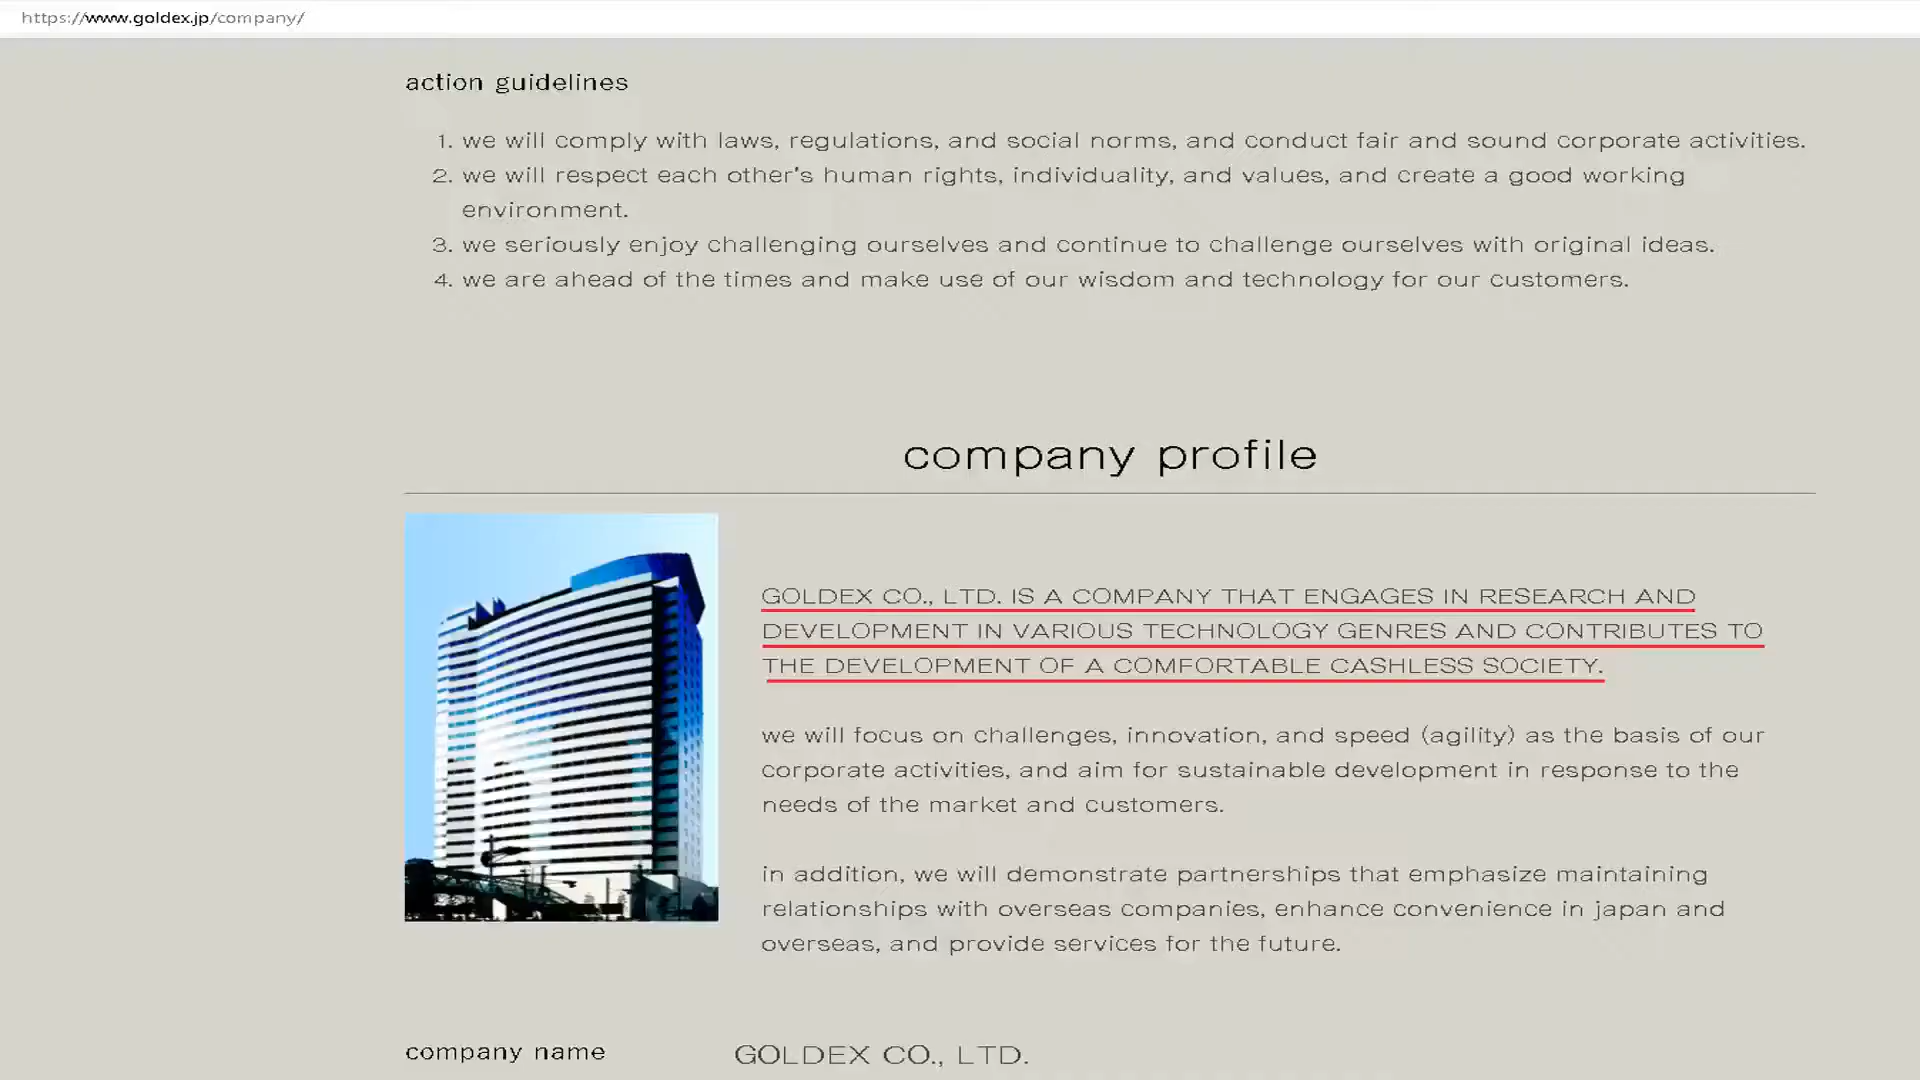 https://www.goldex.jp/company/
action guidelines
1. we will comply with laws, regulations, and social norms, and conduct fair and sound corporate activities.
2. we will respect each other's human rights, individuality, and values, and create a good working
environment.
3. we seriously enjoy challenging ourselves and continue to challenge ourselves with original ideas.
4. we are ahead of the times and make use of our wisdom and technology for our customers.
company profile
GOLDEX CO., LTD. IS A COMPANY THAT ENGAGES IN RESEARCH AND
DEVELOPMENT IN VARIOUS TECHNOLOGY GENRES AND CONTRIBUTES TO
THE DEVELOPMENT OF A COMFORTABLE CASHLESS SOCIETY.
we will focus on challenges, innovation, and speed (agility) as the basis of our
corporate activities, and aim for sustainable development in response to the
needs of the market and customers.
in addition, we will demonstrate partnerships that emphasize maintaining
relationships with overseas companies, enhance convenience in japan and
overseas, and provide services for the future.
company name GOLDEX CO., LTD.